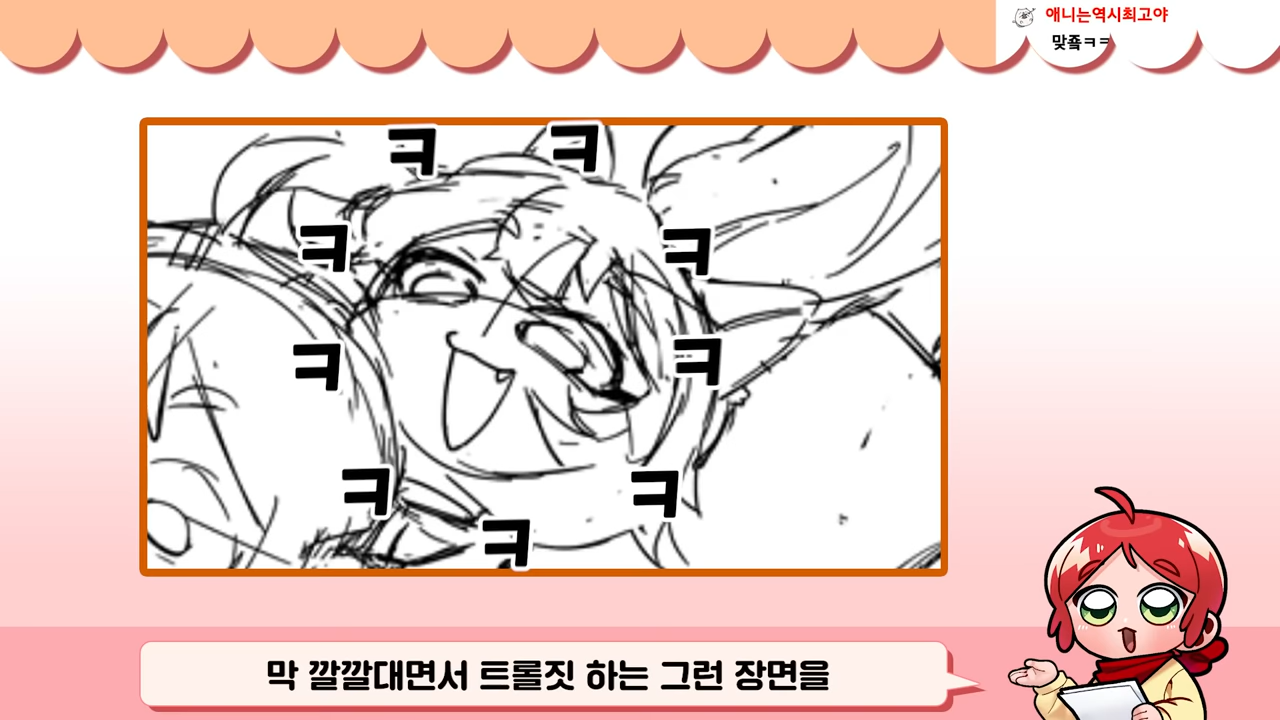 애니는역시최고야
맞죸ㅋㅋ
ㅋ ㅋ
ㅋ ㅋ
ㅋ ㅋ
ㅋ ㅋ
ㅋ
막 깔깔대면서 트롤짓 하는 그런 장면을